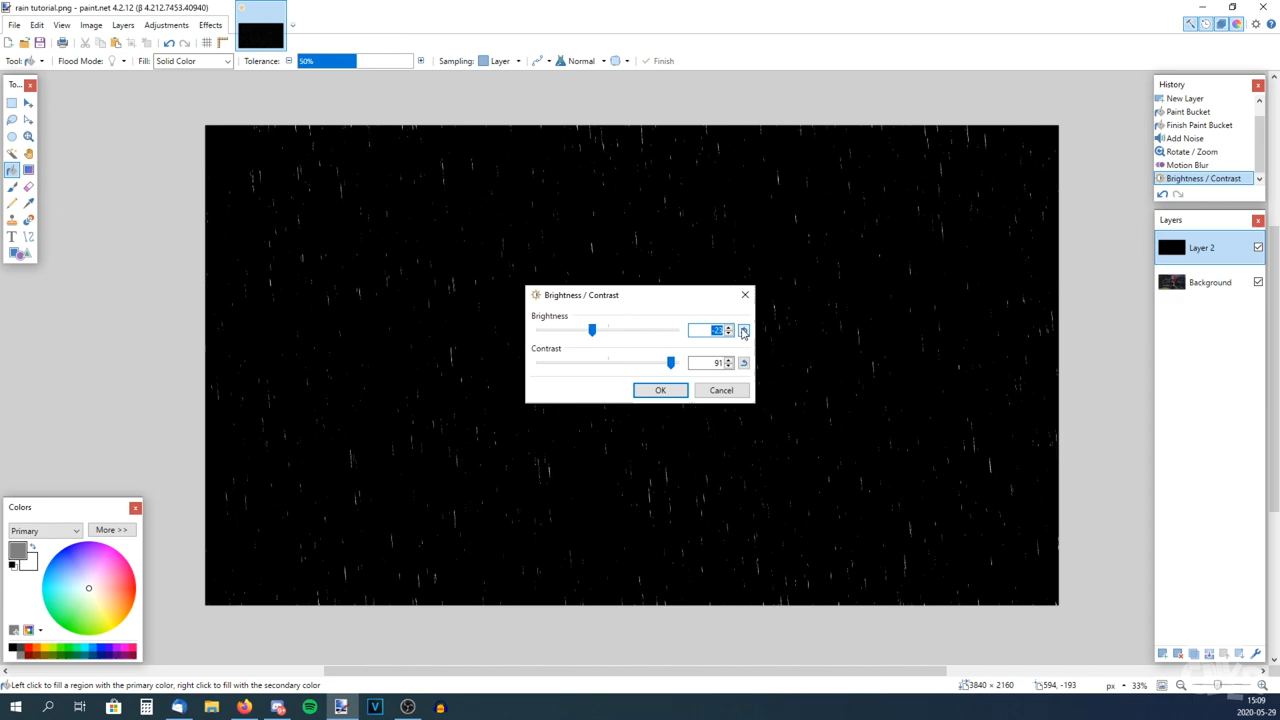 rain tutorial.png - paint.net 4.2.12 (β 4.212.7453.40940)
File Edit View Image Layers Adjustments Effects
Tool: Flood Mode: Fill: Solid Color Tolerance: 50% Sampling: Layer Normal Finish
To...
History
New Layer
Paint Bucket
Finish Paint Bucket
Add Noise
Rotate / Zoom
Motion Blur
Brightness / Contrast
Layers
Layer 2
Background
Brightness / Contrast
Brightness
-23
Contrast
91
OK Cancel
Colors
Primary More >>
Left click to fill a region with the primary color, right click to fill with the secondary color 3840 × 2160 594, -193 px 33%
15:09
2020-05-29